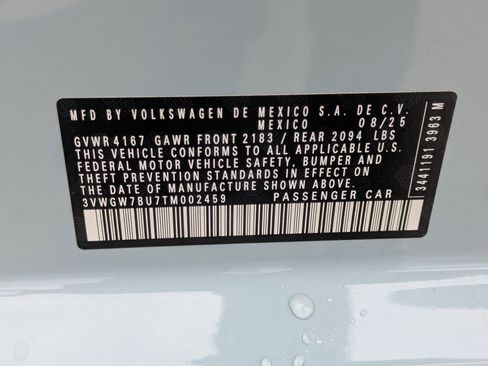 MFD BY VOLKSWAGEN DE MEXICO S.A. DE C.V.
MEXICO 08/25
GVWR 4167 GAWR FRONT 2183 / REAR 2094 LBS
THIS VEHICLE CONFORMS TO ALL APPLICABLE U.S.
FEDERAL MOTOR VEHICLE SAFETY, BUMPER AND
THEFT PREVENTION STANDARDS IN EFFECT ON
THE DATE OF MANUFACTURE SHOWN ABOVE.
3VWGW7BU7TM002459 PASSENGER CAR
3441191 3963 M